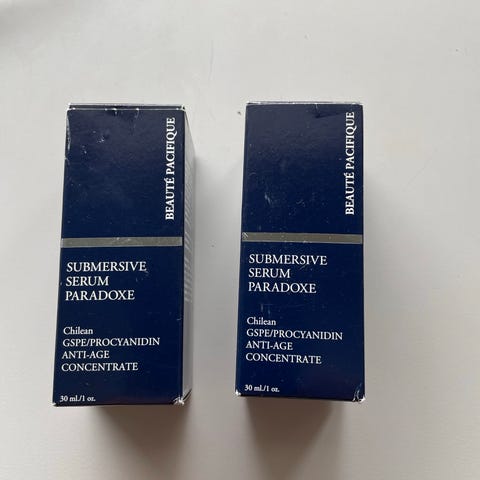 BEAUTÉ PACIFIQUE
SUBMERSIVE
SERUM
PARADOXE
Chilean
GSPE/PROCYANIDIN
ANTI-AGE
CONCENTRATE
30 ml./1 oz.
BEAUTÉ PACIFIQUE
SUBMERSIVE
SERUM
PARADOXE
Chilean
GSPE/PROCYANIDIN
ANTI-AGE
CONCENTRATE
30 ml./1 oz.